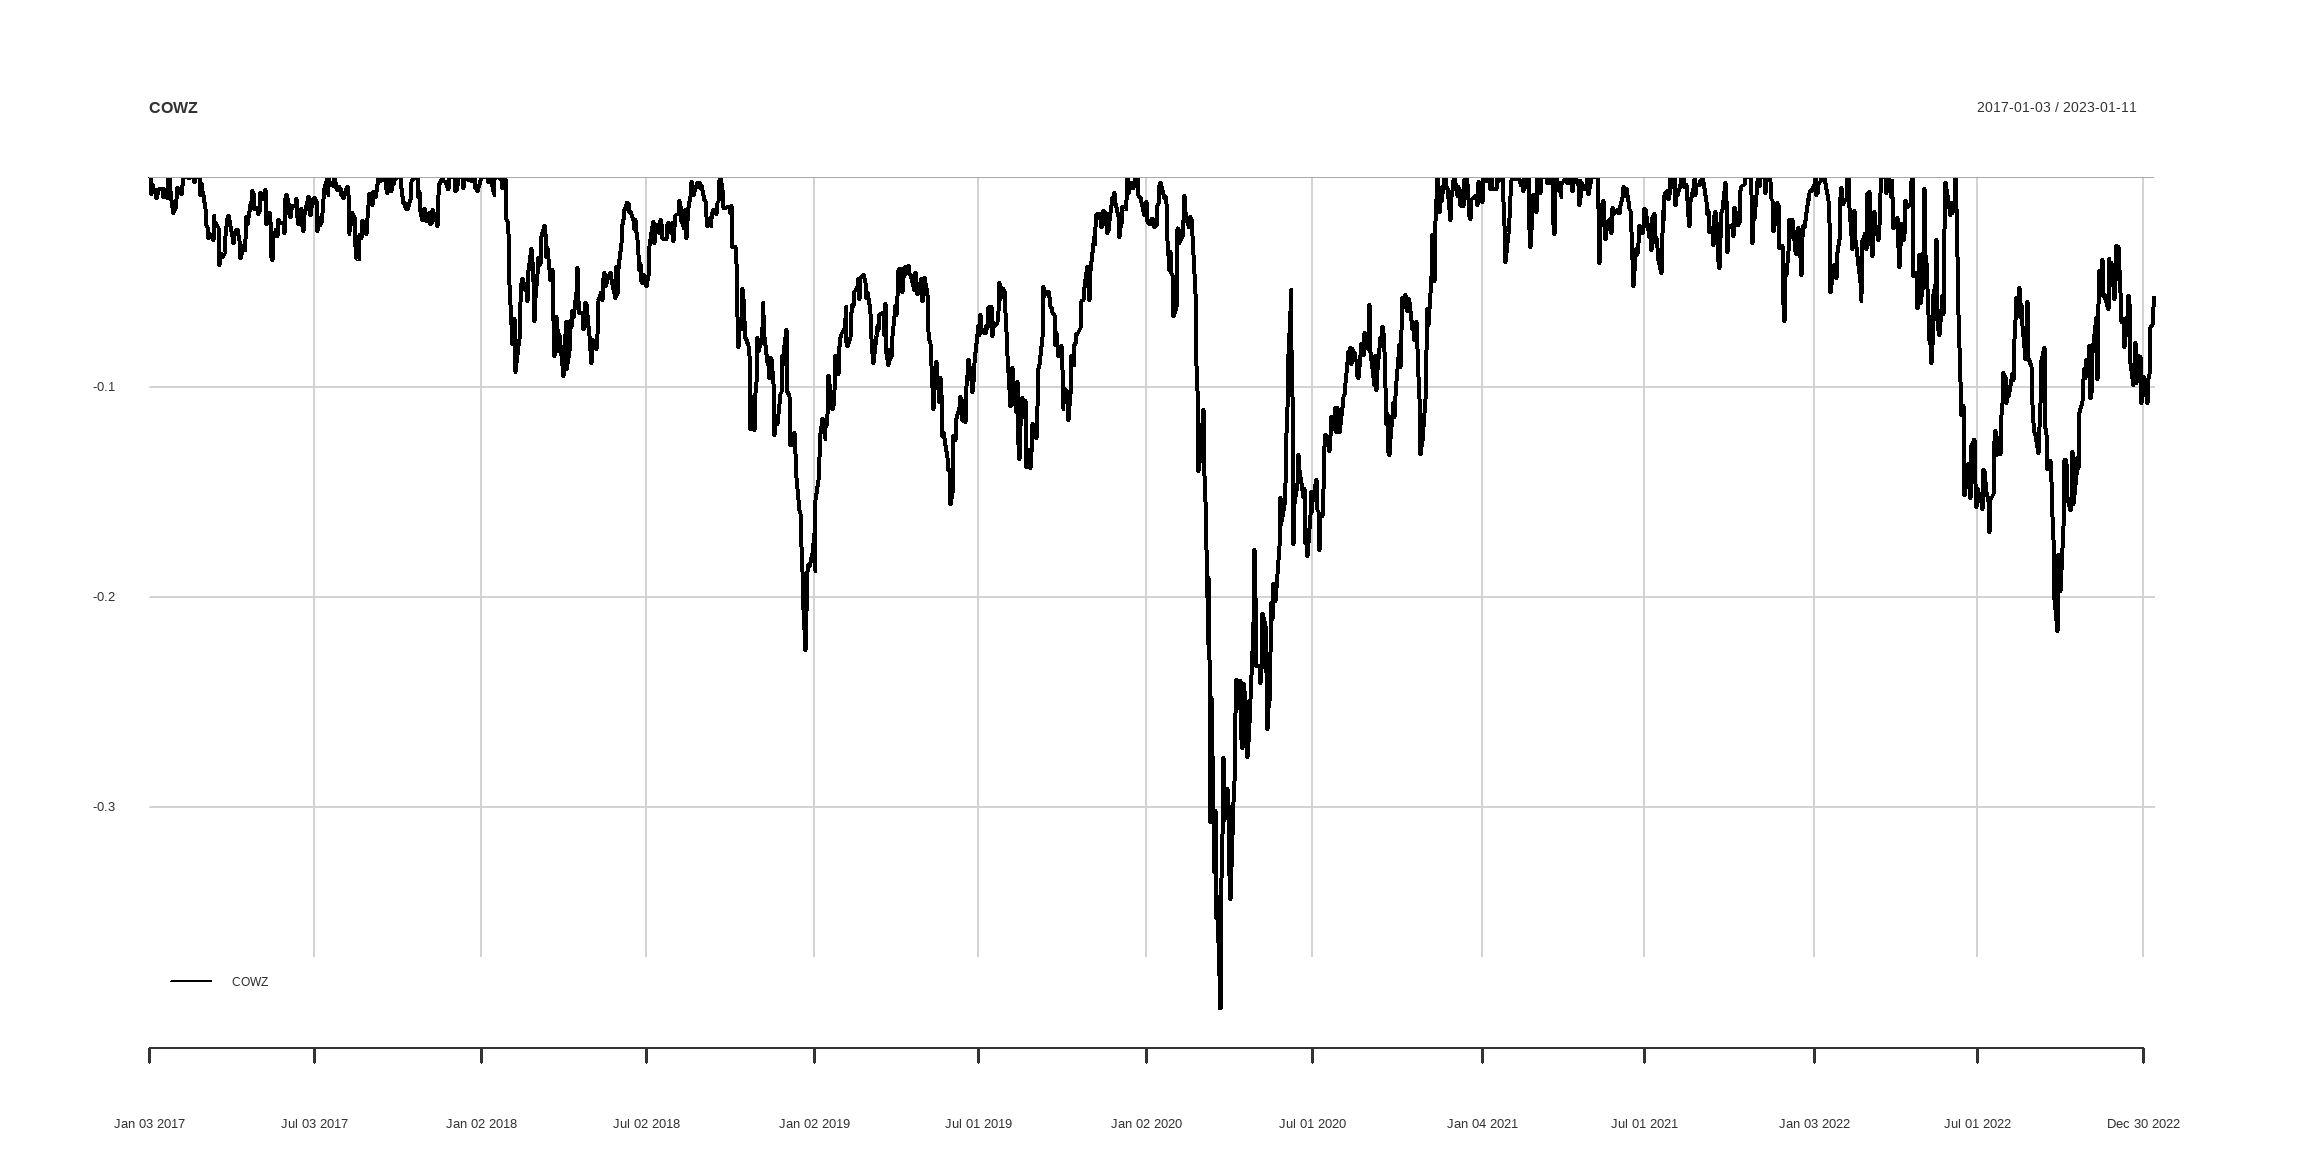 COWZ
2017-01-03 / 2023-01-11
-0.1
-0.2
-0.3
COWZ
Jan 03 2017
Jul 03 2017
Jan 02 2018
Jul 02 2018
Jan 02 2019
Jul 01 2019
Jan 02 2020
Jul 01 2020
Jan 04 2021
Jul 01 2021
Jan 03 2022
Jul 01 2022
Dec 30 2022